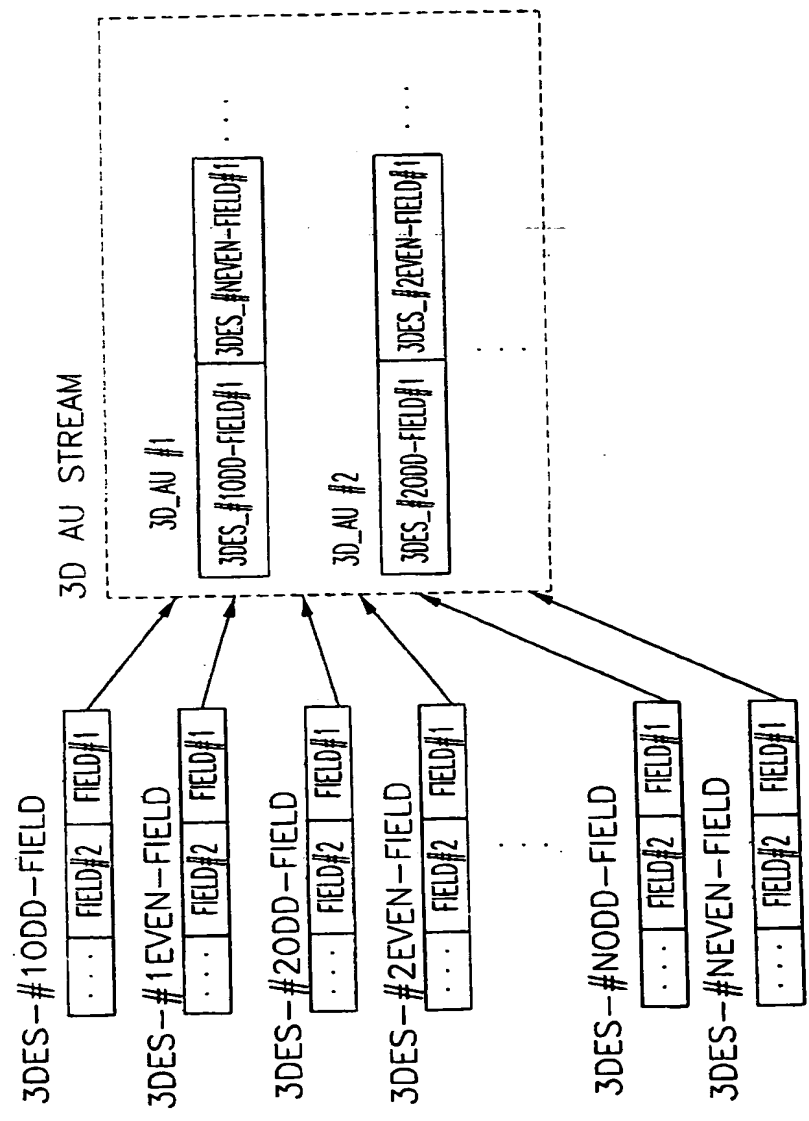 3DES-#1ODD-FIELD
... FIELD#2 FIELD#1
3DES-#1EVEN-FIELD
... FIELD#2 FIELD#1
3DES-#2ODD-FIELD
... FIELD#2 FIELD#1
3DES-#2EVEN-FIELD
... FIELD#2 FIELD#1
....
3DES-#NODD-FIELD
... FIELD#2 FIELD#1
3DES-#NEVEN-FIELD
... FIELD#2 FIELD#1
3D AU STREAM
3D_AU #1
3DES_#1ODD-FIELD#1 3DES_#NEVEN-FIELD#1 ...
3D_AU #2
3DES_#2ODD-FIELD#1 3DES_#2EVEN-FIELD#1 ...
...